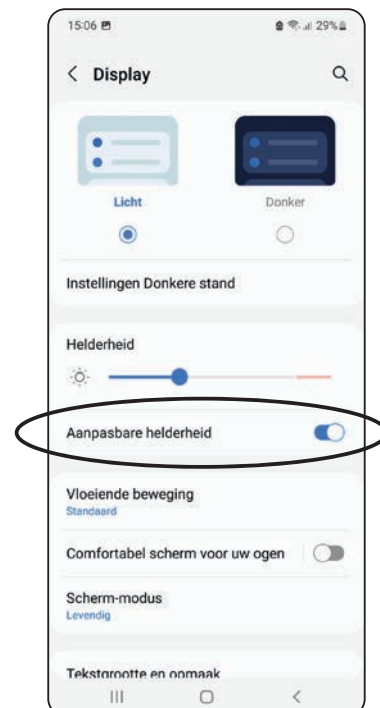 15:06 29%
Display
Licht Donker
Instellingen Donkere stand
Helderheid
Aanpasbare helderheid
Vloeiende beweging
Standaard
Comfortabel scherm voor uw ogen
Scherm-modus
Levendig
Tekstgrootte en opmaak